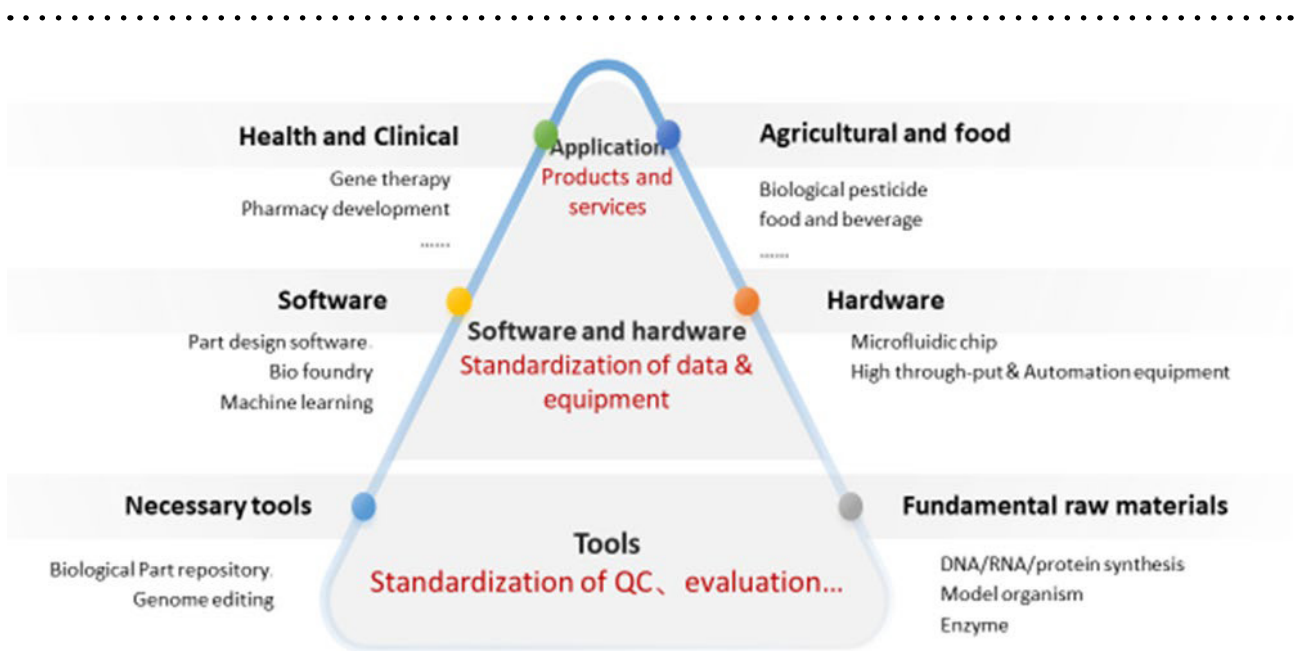 Health and Clinical
Gene therapy
Pharmacy development
......
Application
Products and
services
Agricultural and food
Biological pesticide
food and beverage
......
Software
Part design software.
Bio foundry
Machine learning
Software and hardware
Standardization of data &
equipment
Hardware
Microfluidic chip
High through-put & Automation equipment
Necessary tools
Biological Part repository.
Genome editing
Tools
Standardization of QC、evaluation...
Fundamental raw materials
DNA/RNA/protein synthesis
Model organism
Enzyme